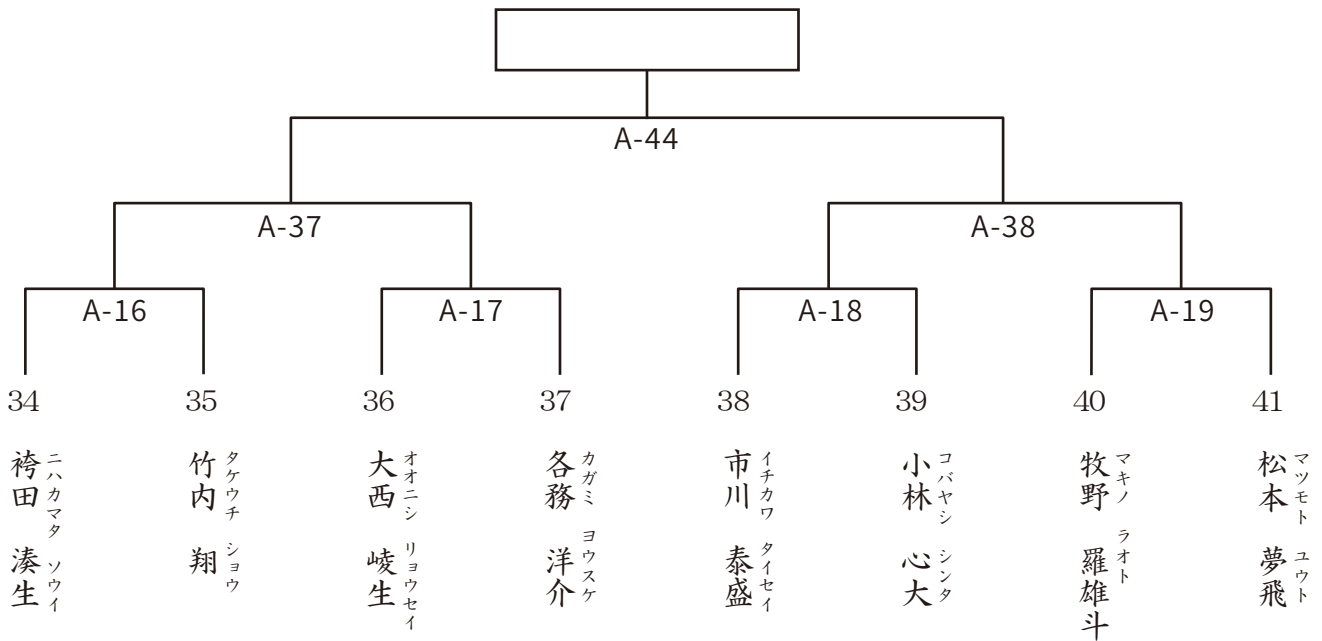 A-44
A-37
A-38
A-16
A-17
A-18
A-19
34
35
36
37
38
39
40
41
袴田 湊生
ニハカマタ ソウイ
竹内 翔
タケウチ ショウ
大西 崚生
オオニシ リョウセイ
各務 洋介
カガミ ヨウスケ
市川 泰盛
イチカワ タイセイ
小林 心大
コバヤシ シンタ
牧野 羅雄斗
マキノ ラオト
松本 夢飛
マツモト ユウト